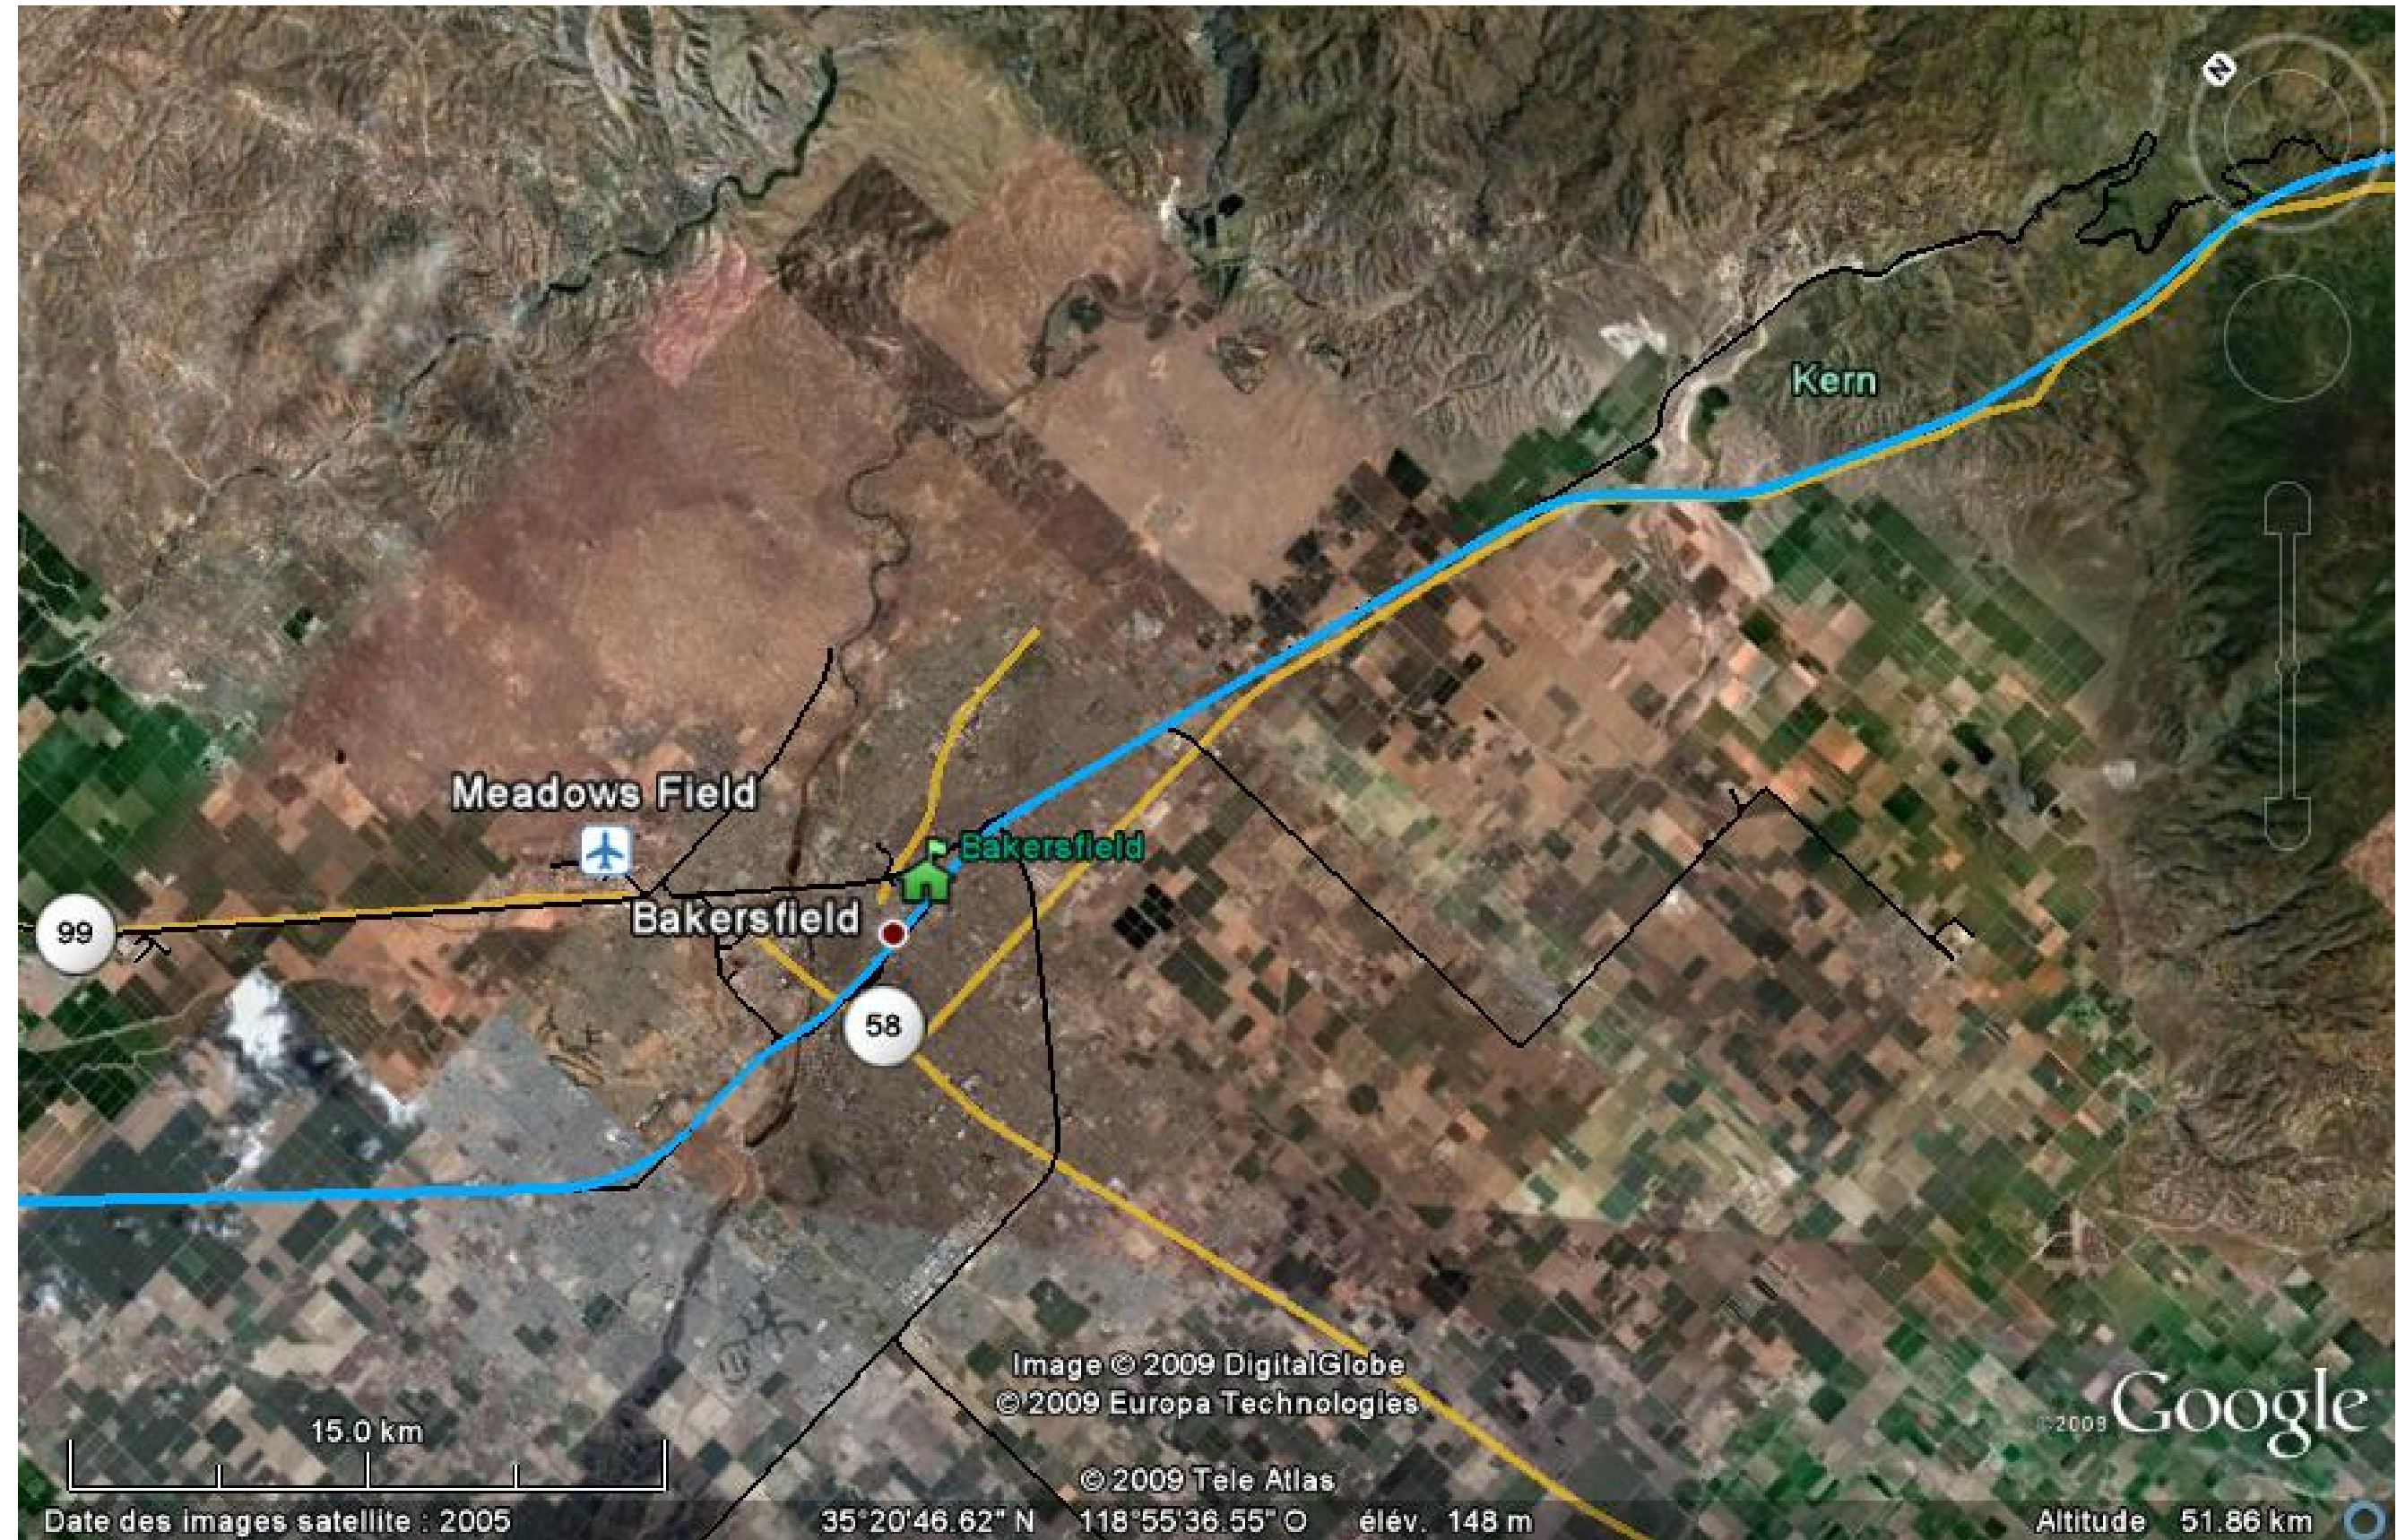 N
Kern
Meadows Field
Bakersfield
99
Bakersfield
58
Image © 2009 DigitalGlobe
© 2009 Europa Technologies
©2009 Google
15.0 km
© 2009 Tele Atlas
Date des images satellite : 2005
35°20'46.62" N 118°55'36.55" O élév. 148 m
Altitude 51.86 km